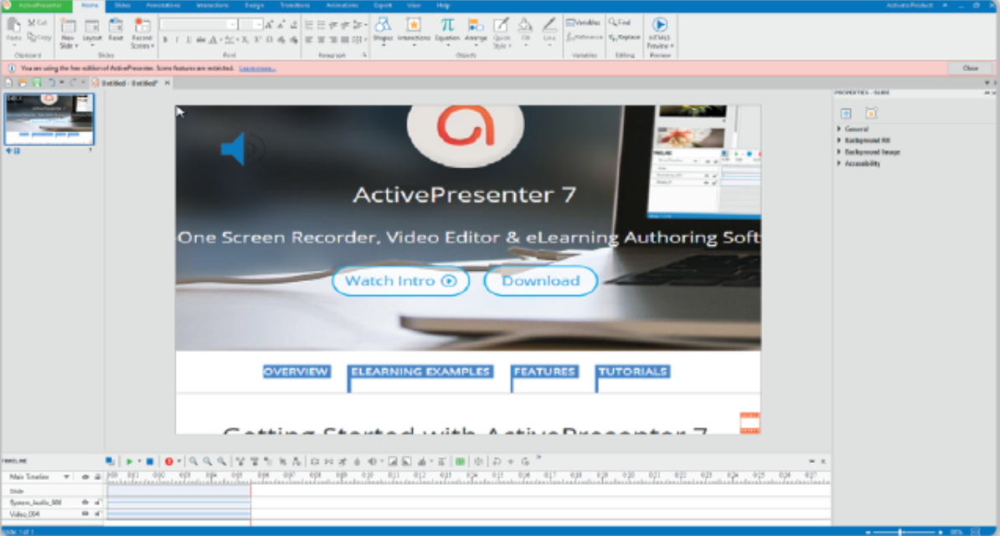 ActivePresenter Home Slides Annotations Interactions Design Transitions Animations Export View Help Activate Product
Cut
Paste Copy New Slide Layout Reset Record Screen Shapes Interactions Equation Arrange Quick Style Fill Line Variables Reference Find Replace HTML5 Preview
Clipboard Slides Font Paragraph Objects Variables Editing Preview
You are using the free edition of ActivePresenter. Some features are restricted. Learn more... Close
Untitled - Untitled*
PROPERTIES - SLIDE
General
Background Fill
Background Image
Accessibility
1
ActivePresenter 7
-One Screen Recorder, Video Editor & eLearning Authoring Soft
Watch Intro Download
OVERVIEW ELEARNING EXAMPLES FEATURES TUTORIALS
Getting Started with ActivePresenter 7
TIMELINE
Main Timeline
Slide
Video_004
Slide: 1 of 1